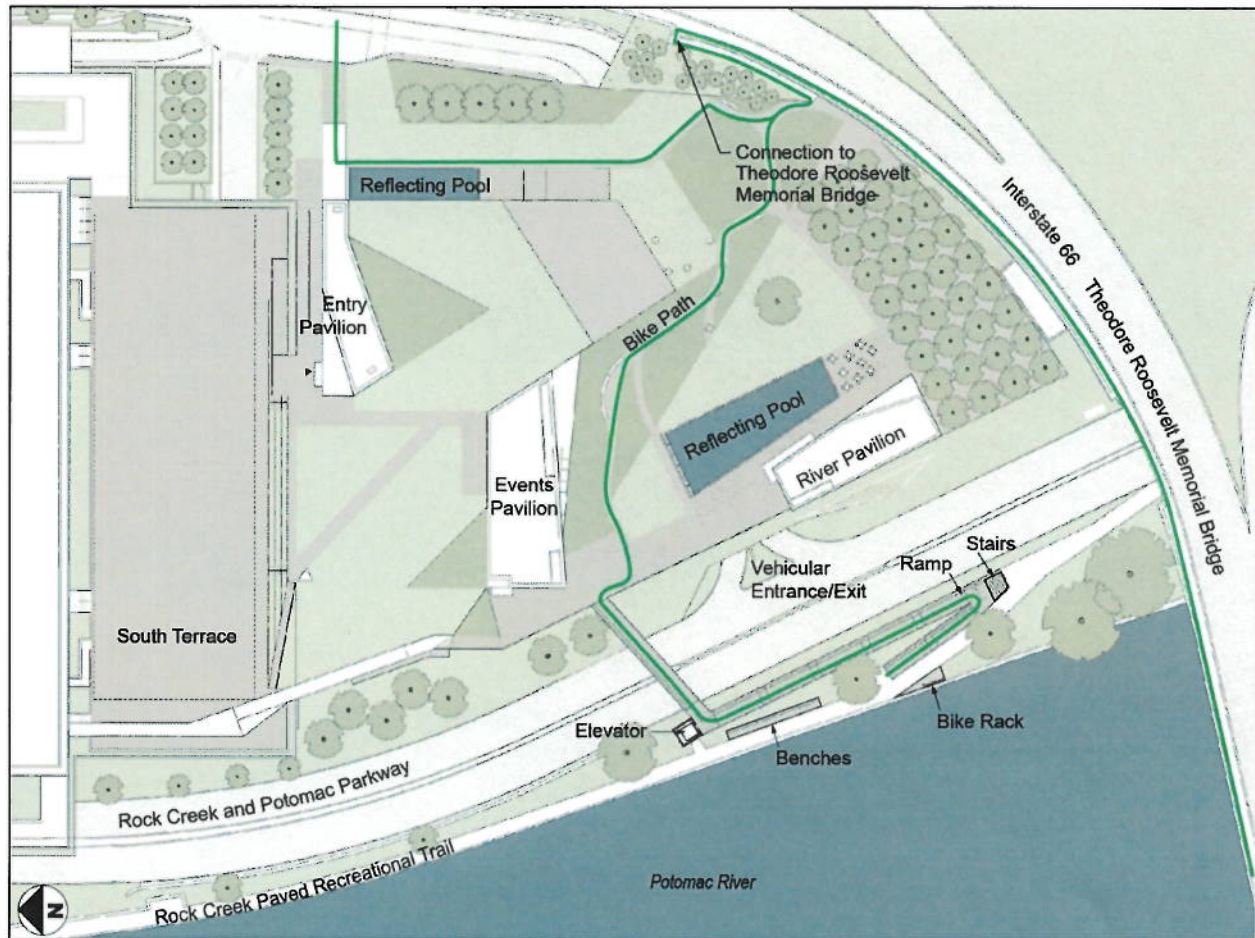 Connection to
Theodore Roosevelt
Memorial Bridge
Reflecting Pool
Interstate 66 Theodore Roosevelt Memorial Bridge
Entry
Pavilion
Bike Path
Reflecting Pool
River Pavilion
Events
Pavilion
Stairs
Ramp
Vehicular
Entrance/Exit
South Terrace
Bike Rack
Elevator
Benches
Rock Creek and Potomac Parkway
Rock Creek Paved Recreational Trail
Potomac River
N